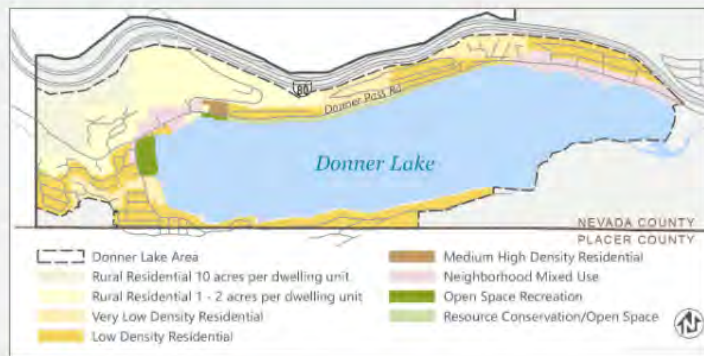 80
Donner Pass Rd
Donner Lake
NEVADA COUNTY
PLACER COUNTY
Donner Lake Area
Rural Residential 10 acres per dwelling unit
Rural Residential 1 - 2 acres per dwelling unit
Very Low Density Residential
Low Density Residential
Medium High Density Residential
Neighborhood Mixed Use
Open Space Recreation
Resource Conservation/Open Space
N